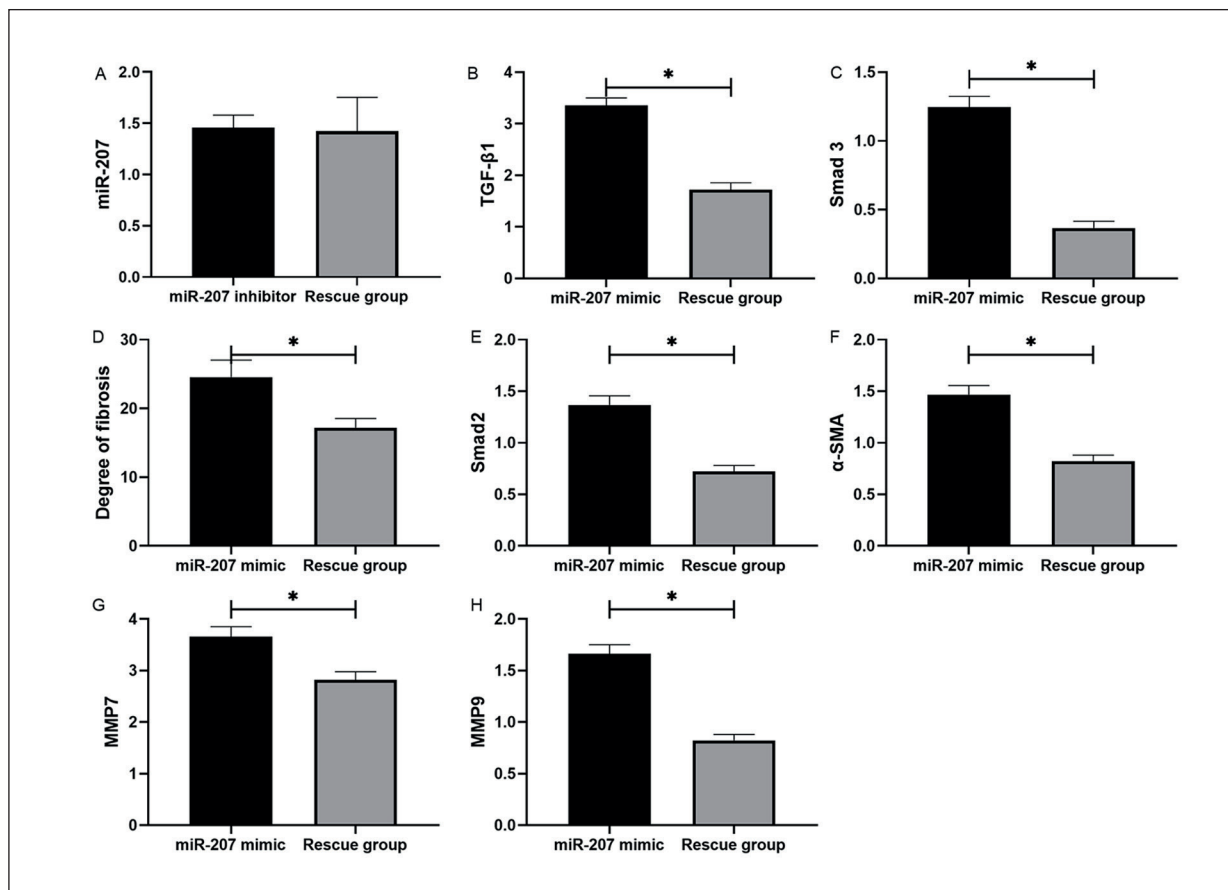 A
miR-207
2.0
1.5
1.0
0.5
0.0
miR-207 inhibitor Rescue group
B
TGF-β1
4
3
2
1
0
*
miR-207 mimic Rescue group
C
Smad 3
1.5
1.0
0.5
0.0
*
miR-207 mimic Rescue group
D
Degree of fibrosis
30
20
10
0
*
miR-207 mimic Rescue group
E
Smad2
2.0
1.5
1.0
0.5
0.0
*
miR-207 mimic Rescue group
F
α-SMA
2.0
1.5
1.0
0.5
0.0
*
miR-207 mimic Rescue group
G
MMP7
4
3
2
1
0
*
miR-207 mimic Rescue group
H
MMP9
2.0
1.5
1.0
0.5
0.0
*
miR-207 mimic Rescue group